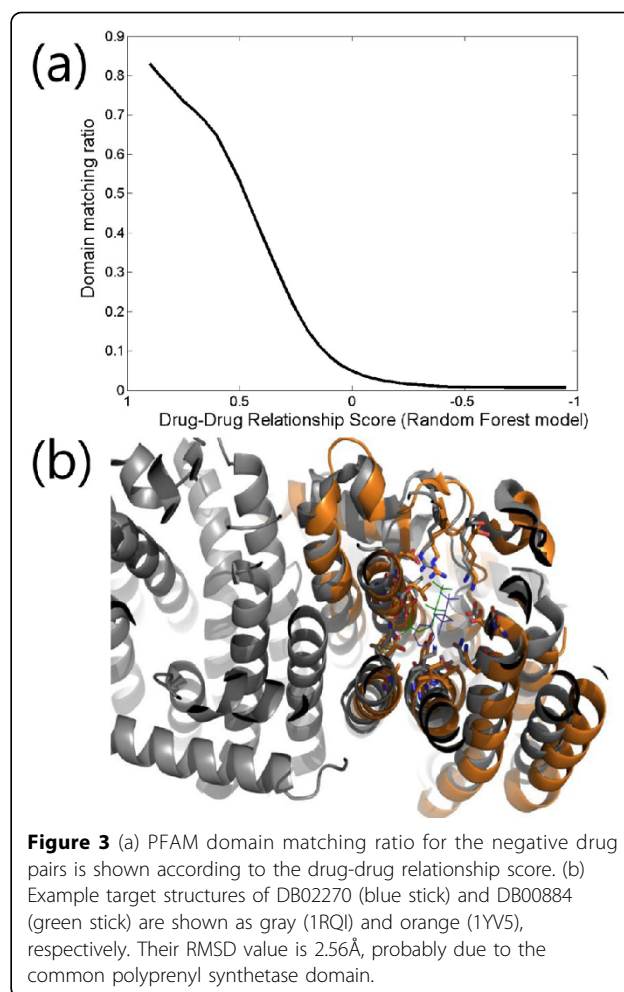 (a)
0.9
0.8
0.7
0.6
0.5
0.4
0.3
0.2
0.1
0
Domain matching ratio
1 0.5 0 -0.5 -1
Drug-Drug Relationship Score (Random Forest model)
(b)
Figure 3 (a) PFAM domain matching ratio for the negative drug
pairs is shown according to the drug-drug relationship score. (b)
Example target structures of DB02270 (blue stick) and DB00884
(green stick) are shown as gray (1RQI) and orange (1YV5),
respectively. Their RMSD value is 2.56Å, probably due to the
common polyprenyl synthetase domain.